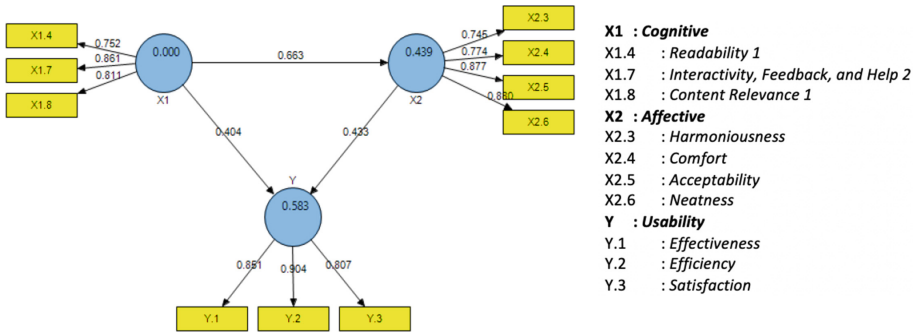 X1.4
X1.7
X1.8
0.752
0.861
0.811
0.000
X1
0.663
0.439
X2
0.745
0.774
0.877
0.880
X2.3
X2.4
X2.5
X2.6
0.404
0.433
Y
0.583
0.851
0.904
0.807
Y.1
Y.2
Y.3
X1 : Cognitive
X1.4 : Readability 1
X1.7 : Interactivity, Feedback, and Help 2
X1.8 : Content Relevance 1
X2 : Affective
X2.3 : Harmoniousness
X2.4 : Comfort
X2.5 : Acceptability
X2.6 : Neatness
Y : Usability
Y.1 : Effectiveness
Y.2 : Efficiency
Y.3 : Satisfaction